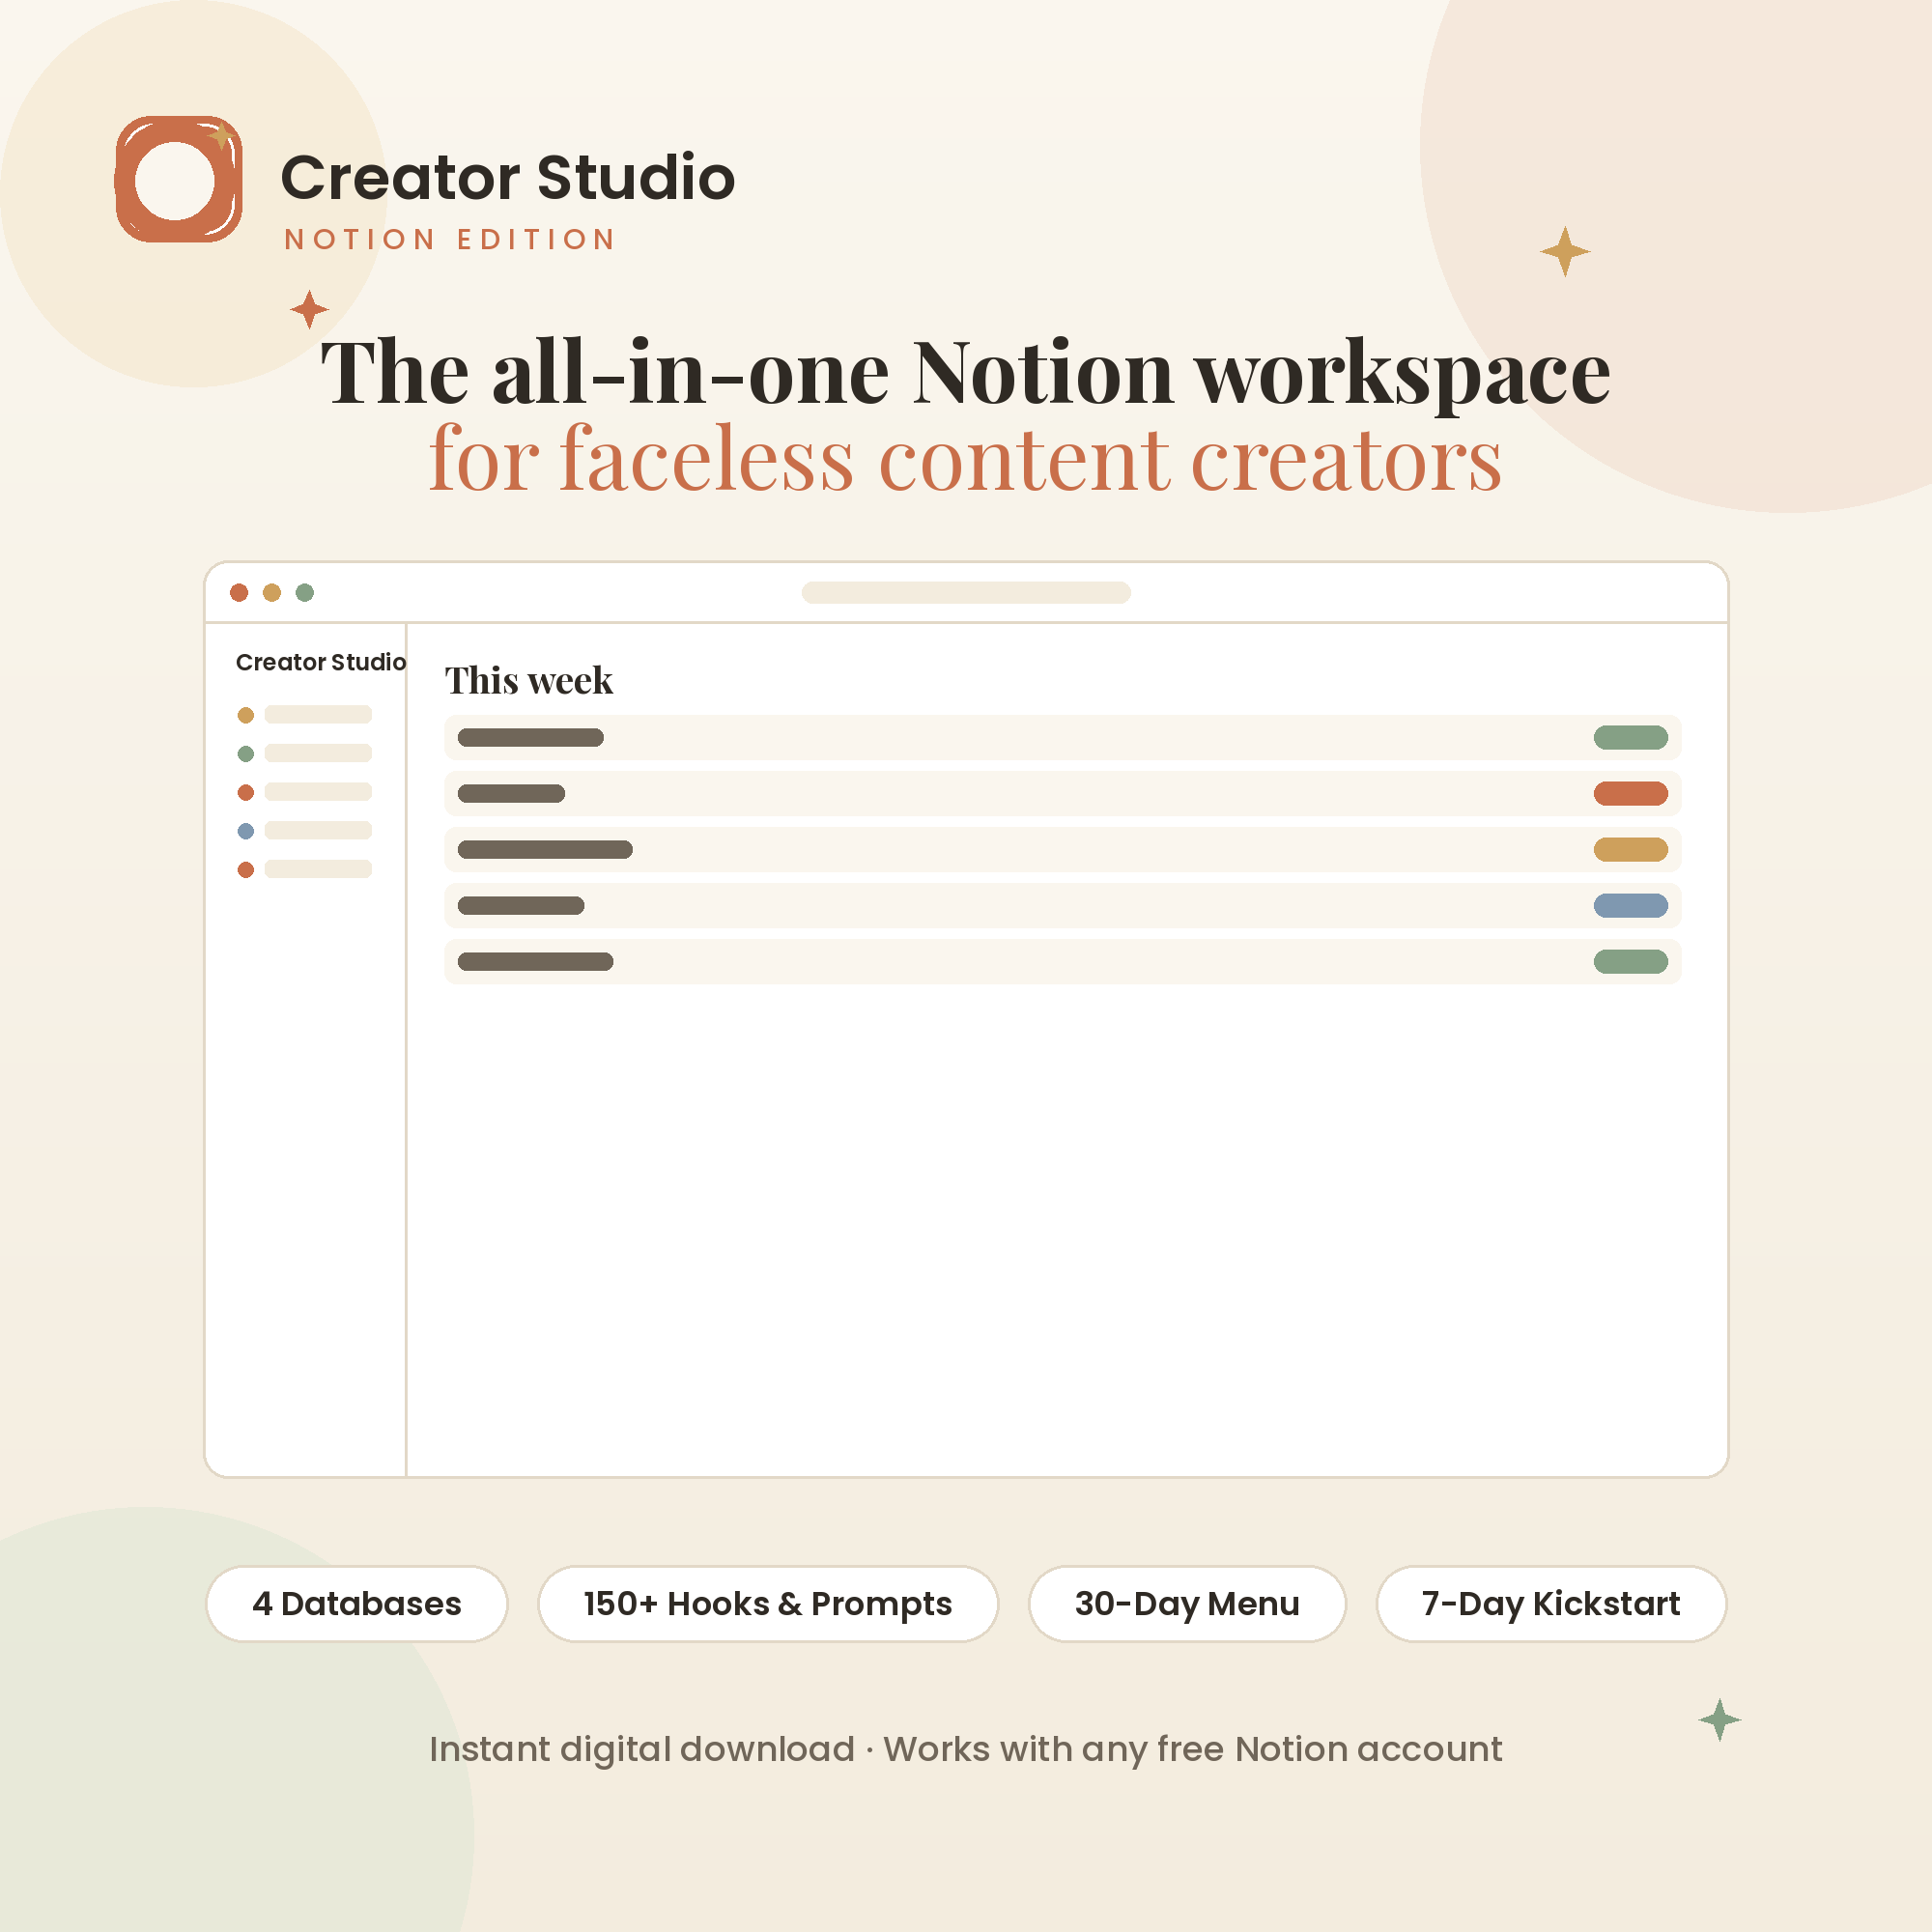 Creator Studio
NOTION EDITION
The all-in-one Notion workspace
for faceless content creators
Creator Studio
This week
4 Databases
150+ Hooks & Prompts
30-Day Menu
7-Day Kickstart
Instant digital download · Works with any free Notion account